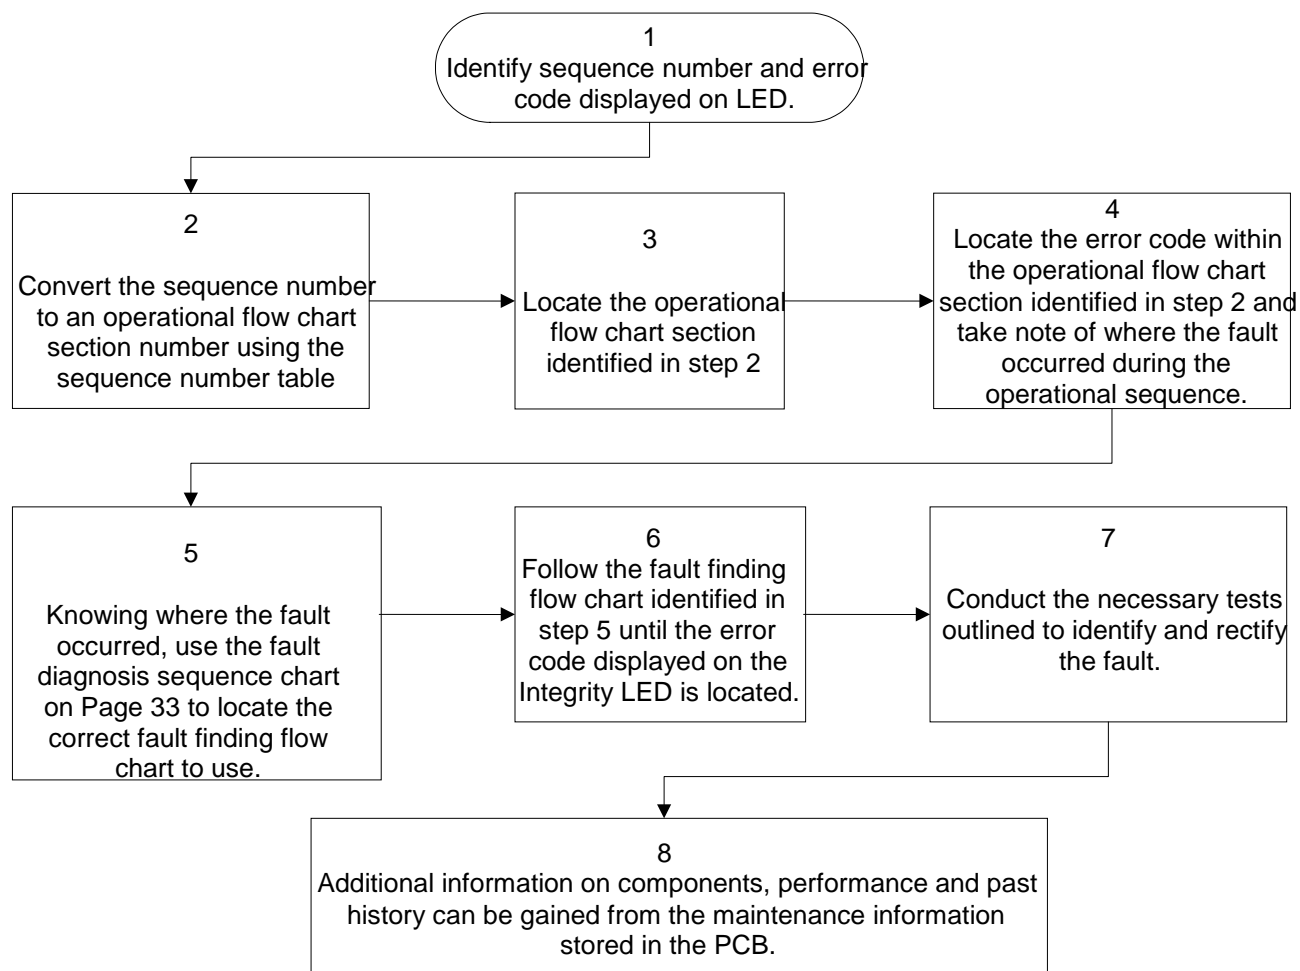 1
Identify sequence number and error
code displayed on LED.
2
Convert the sequence number
to an operational flow chart
section number using the
sequence number table
3
Locate the operational
flow chart section
identified in step 2
4
Locate the error code within
the operational flow chart
section identified in step 2 and
take note of where the fault
occurred during the
operational sequence.
5
Knowing where the fault
occurred, use the fault
diagnosis sequence chart
on Page 33 to locate the
correct fault finding flow
chart to use.
6
Follow the fault finding
flow chart identified in
step 5 until the error
code displayed on the
Integrity LED is located.
7
Conduct the necessary tests
outlined to identify and rectify
the fault.
8
Additional information on components, performance and past
history can be gained from the maintenance information
stored in the PCB.